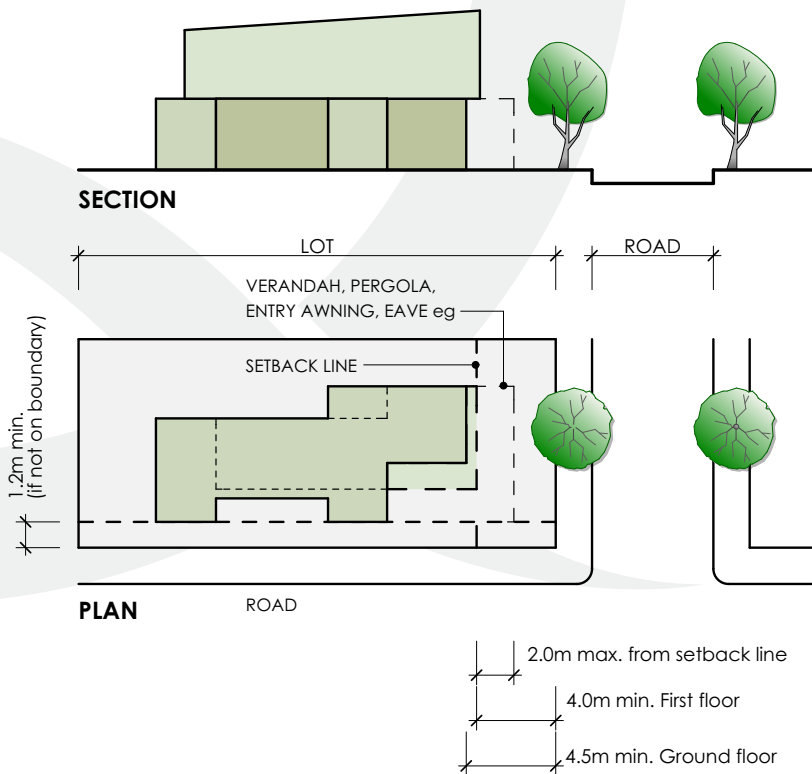 SECTION
LOT
ROAD
VERANDAH, PERGOLA,
ENTRY AWNING, EAVE eg
SETBACK LINE
1.2m min.
(if not on boundary)
PLAN
ROAD
2.0m max. from setback line
4.0m min. First floor
4.5m min. Ground floor